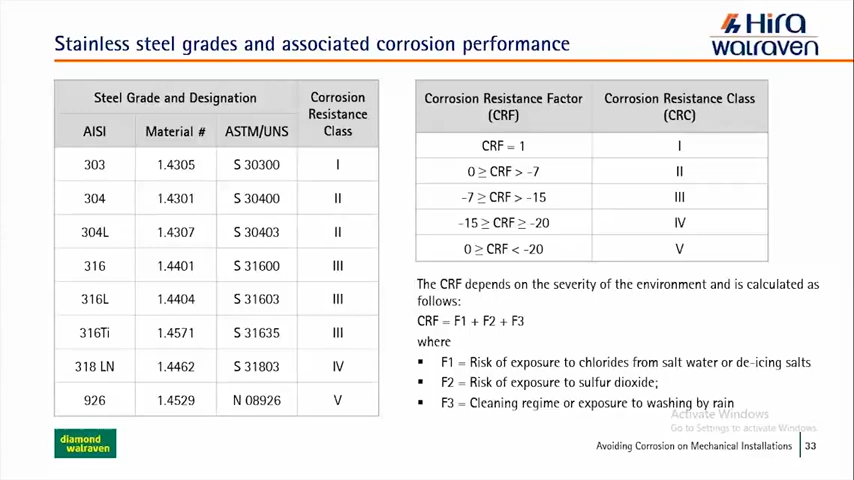 Stainless steel grades and associated corrosion performance
Hira
walraven
Steel Grade and Designation
Corrosion
Resistance
Class
AISI Material # ASTM/UNS
303 1.4305 S 30300 I
304 1.4301 S 30400 II
304L 1.4307 S 30403 II
316 1.4401 S 31600 III
316L 1.4404 S 31603 III
316Ti 1.4571 S 31635 III
318 LN 1.4462 S 31803 IV
926 1.4529 N 08926 V
Corrosion Resistance Factor
(CRF)
Corrosion Resistance Class
(CRC)
CRF = 1 I
0 ≥ CRF > -7 II
-7 ≥ CRF > -15 III
-15 ≥ CRF ≥ -20 IV
0 ≥ CRF < -20 V
The CRF depends on the severity of the environment and is calculated as
follows:
CRF = F1 + F2 + F3
where
▪ F1 = Risk of exposure to chlorides from salt water or de-icing salts
▪ F2 = Risk of exposure to sulfur dioxide;
▪ F3 = Cleaning regime or exposure to washing by rain
Activate Windows
Go to Settings to activate Windows.
diamond
walraven
Avoiding Corrosion on Mechanical Installations 33